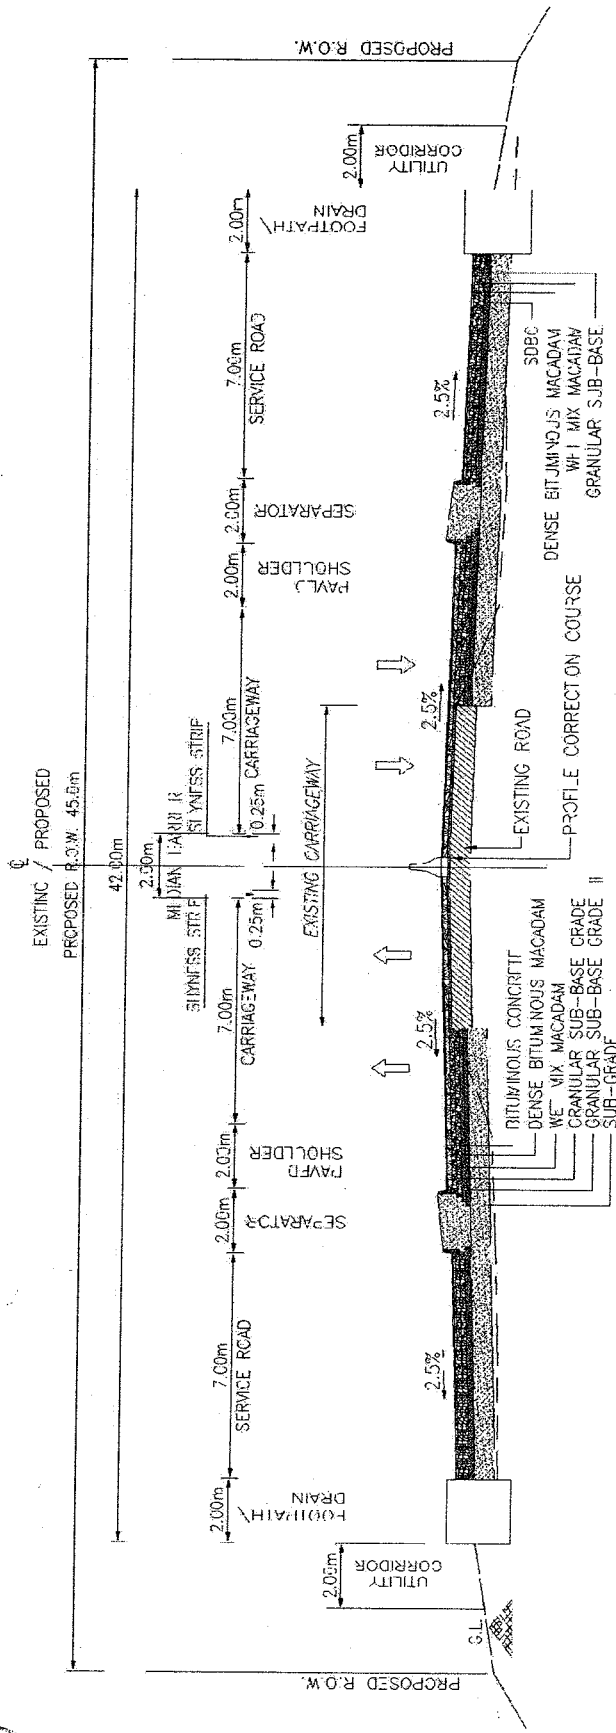 ℄
EXISTING / PROPOSED
PROPOSED R.O.W. 45.0m
42.00m
2.00m
MEDIAN BARRIER
SHYNESS STRIP
SHYNESS STRIP
2.00m
7.00m
2.00m
2.00m
7.00m
0.25m
0.25m
7.00m
2.00m
2.00m
7.00m
2.00m
FOOTPATH/
DRAIN
SERVICE ROAD
SEPARATOR
PAVED
SHOULDER
CARRIAGEWAY
CARRIAGEWAY
PAVED
SHOULDER
SEPARATOR
SERVICE ROAD
FOOTPATH/
DRAIN
EXISTING CARRIAGEWAY
2.00m
UTILITY
CORRIDOR
2.00m
UTILITY
CORRIDOR
PROPOSED R.O.W.
PROPOSED R.O.W.
G.L
2.5%
2.5%
2.5%
2.5%
BITUMINOUS CONCRETE
DENSE BITUMINOUS MACADAM
WET MIX MACADAM
GRANULAR SUB-BASE GRADE I
GRANULAR SUB-BASE GRADE II
SUB-GRADE
EXISTING ROAD
PROFILE CORRECTION COURSE
SDBC
DENSE BITUMINOUS MACADAM
WET MIX MACADAM
GRANULAR SUB-BASE